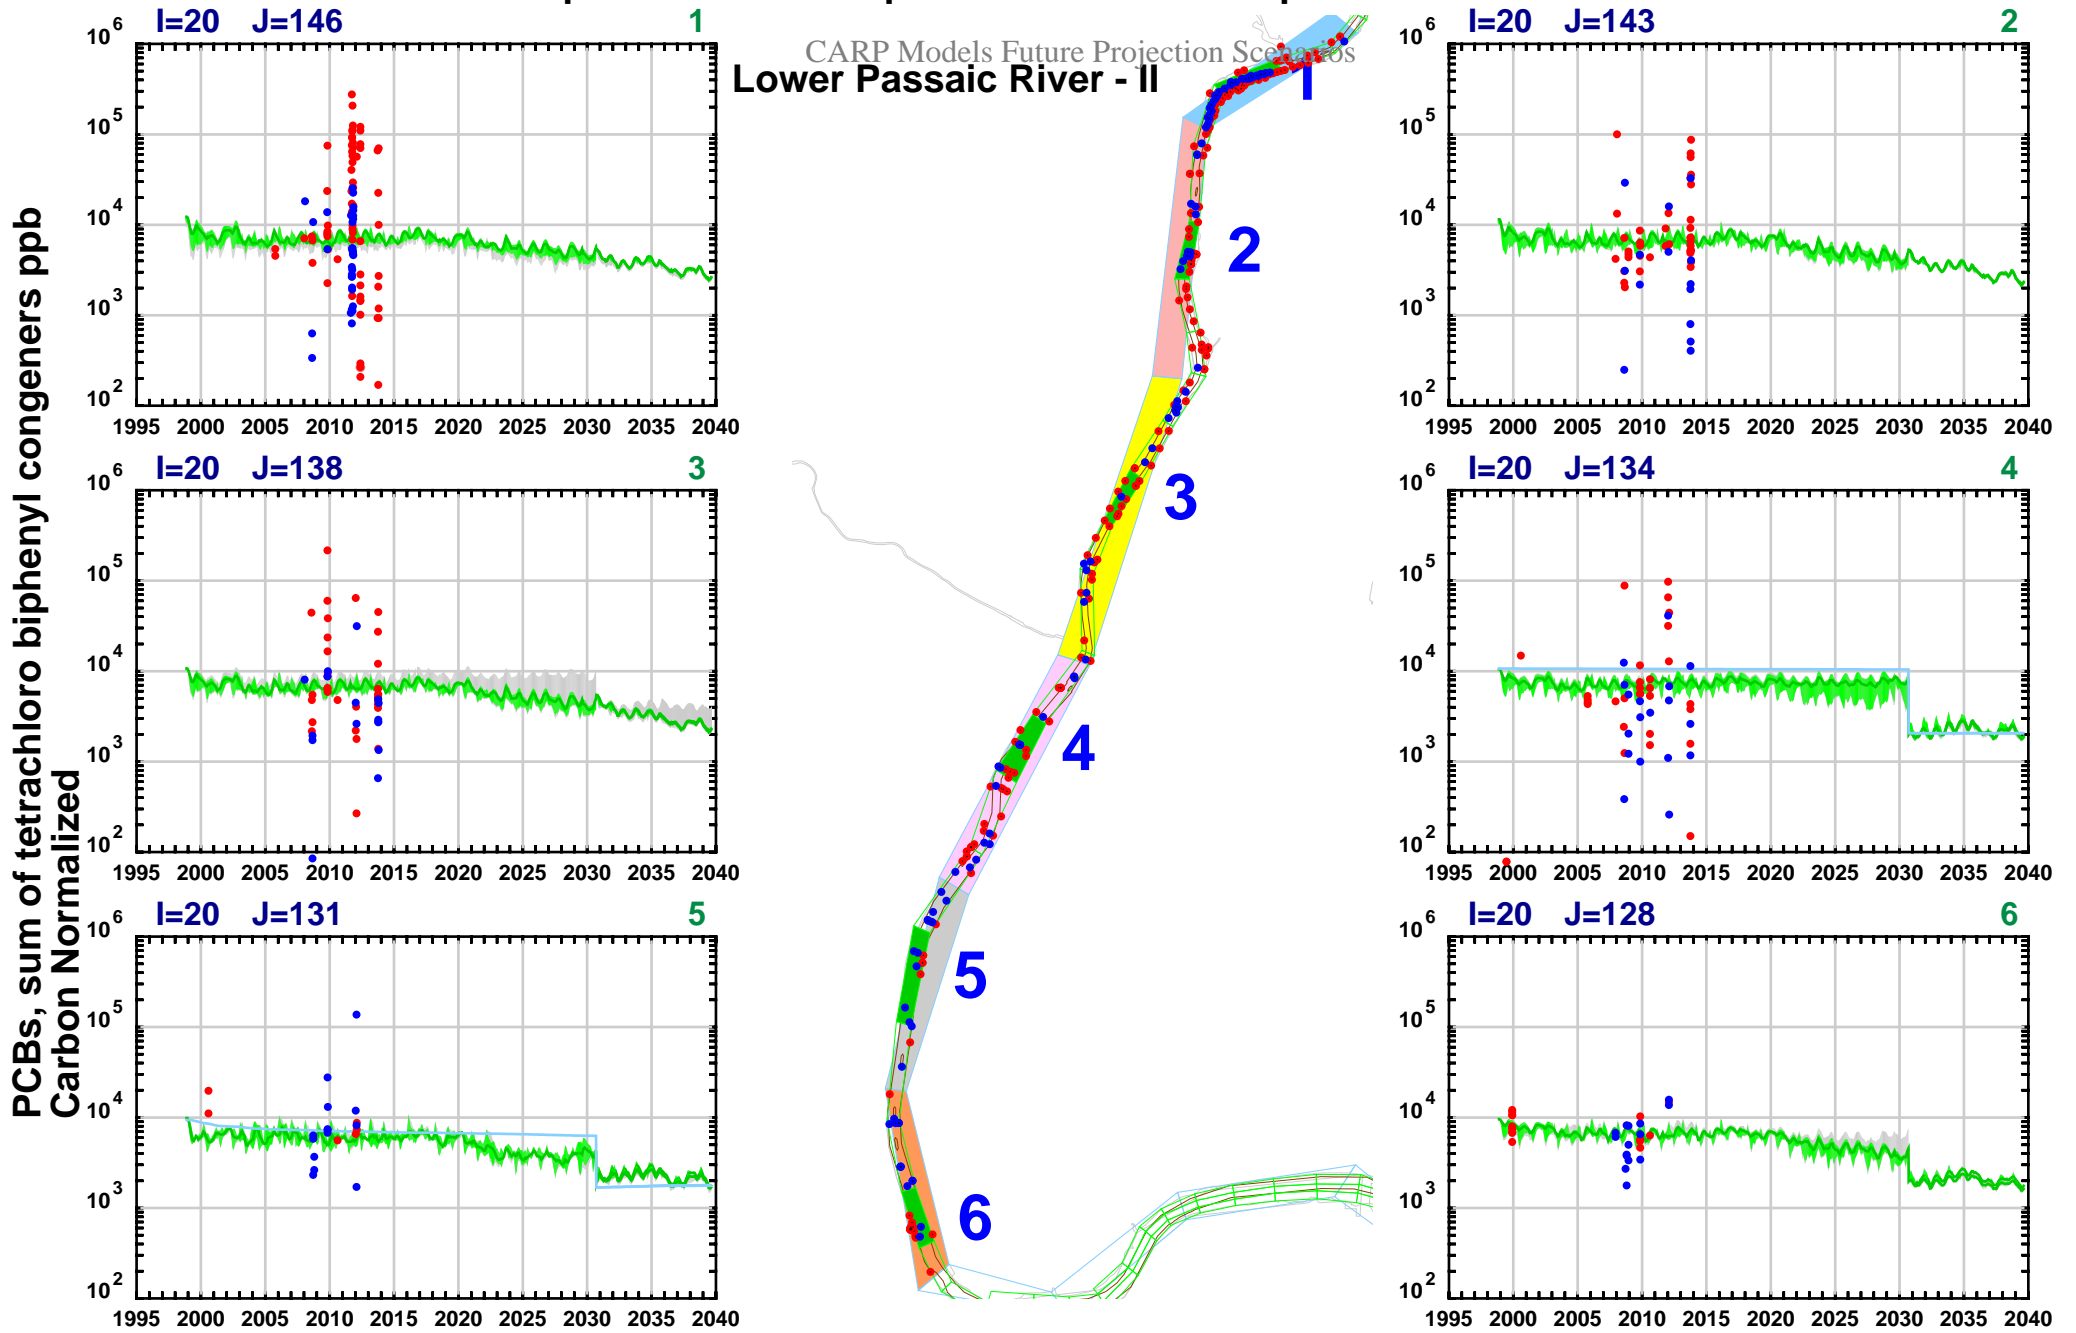 CARP Models Future Projection Scenarios
Lower Passaic River - II
PCBs, sum of tetrachloro biphenyl congeners ppb
Carbon Normalized
I=20 J=146 1
10^6
10^5
10^4
10^3
10^2
1995 2000 2005 2010 2015 2020 2025 2030 2035 2040
I=20 J=143 2
10^6
10^5
10^4
10^3
10^2
1995 2000 2005 2010 2015 2020 2025 2030 2035 2040
I=20 J=138 3
10^6
10^5
10^4
10^3
10^2
1995 2000 2005 2010 2015 2020 2025 2030 2035 2040
I=20 J=134 4
10^6
10^5
10^4
10^3
10^2
1995 2000 2005 2010 2015 2020 2025 2030 2035 2040
I=20 J=131 5
10^6
10^5
10^4
10^3
10^2
1995 2000 2005 2010 2015 2020 2025 2030 2035 2040
I=20 J=128 6
10^6
10^5
10^4
10^3
10^2
1995 2000 2005 2010 2015 2020 2025 2030 2035 2040
1
2
3
4
5
6